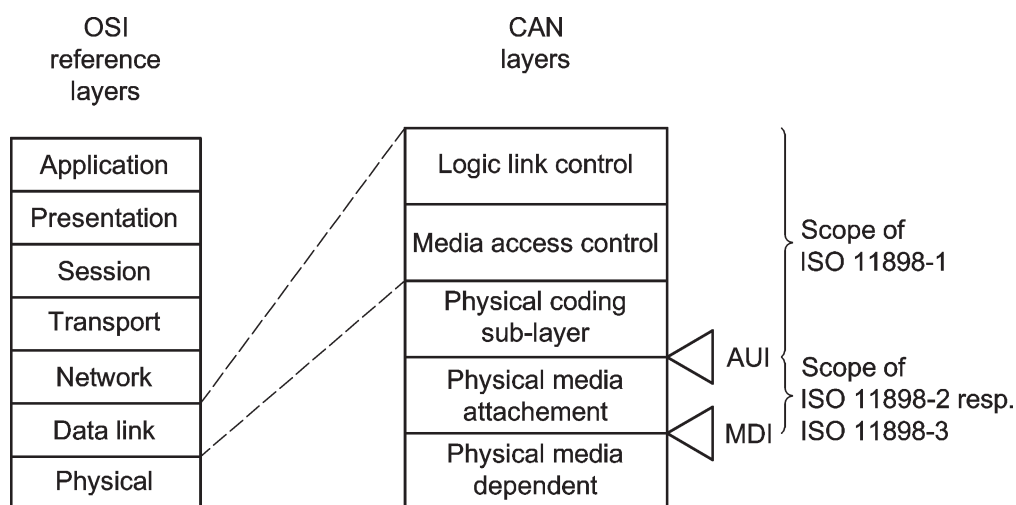 OSI
reference
layers
CAN
layers
Application
Presentation
Session
Transport
Network
Data link
Physical
Logic link control
Media access control
Physical coding
sub-layer
Physical media
attachement
Physical media
dependent
AUI
MDI
Scope of
ISO 11898-1
Scope of
ISO 11898-2 resp.
ISO 11898-3